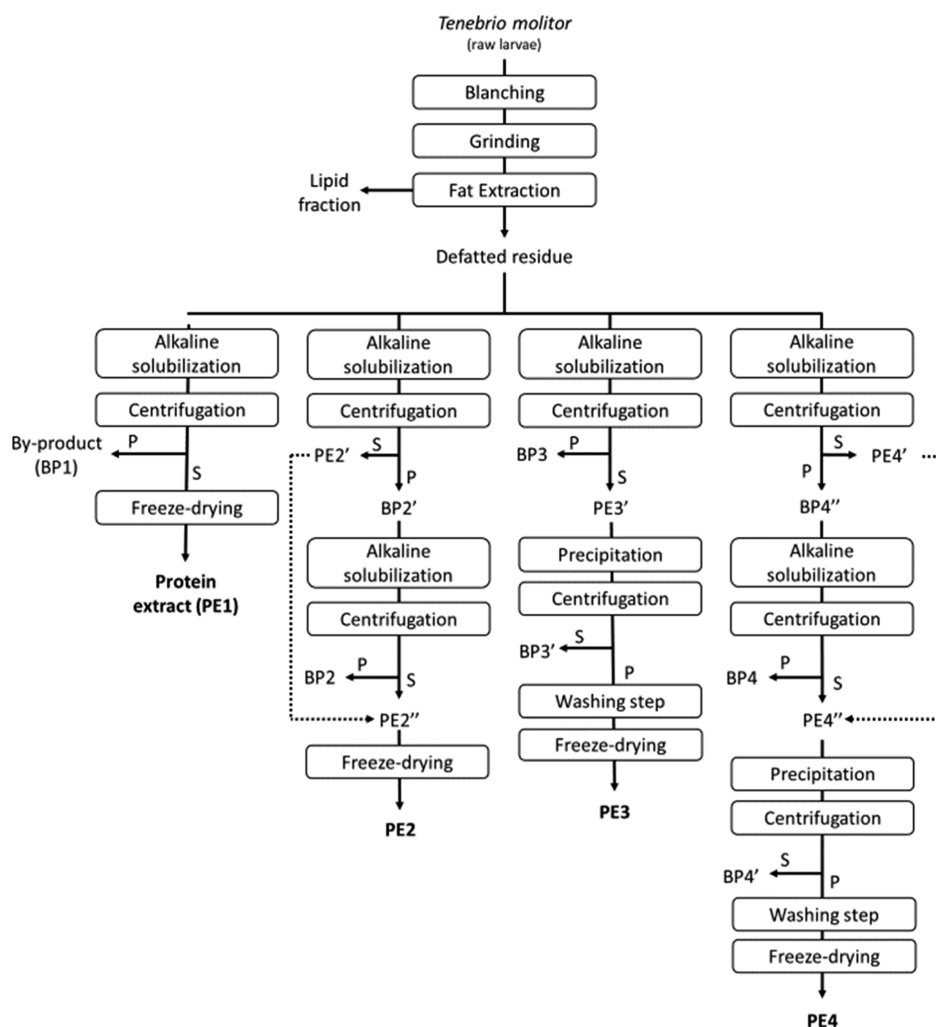 Tenebrio molitor
(raw larvae)
Blanching
Grinding
Lipid
fraction
Fat Extraction
Defatted residue
Alkaline
solubilization
Centrifugation
P
By-product
(BP1)
S
Freeze-drying
Protein
extract (PE1)
Alkaline
solubilization
Centrifugation
S
PE2’
P
BP2’
Alkaline
solubilization
Centrifugation
P
BP2
S
PE2’’
Freeze-drying
PE2
Alkaline
solubilization
Centrifugation
P
BP3
S
PE3’
Precipitation
Centrifugation
S
BP3’
P
Washing step
Freeze-drying
PE3
Alkaline
solubilization
Centrifugation
S
PE4’
P
BP4’’
Alkaline
solubilization
Centrifugation
P
BP4
S
PE4’’
Precipitation
Centrifugation
S
BP4’
P
Washing step
Freeze-drying
PE4